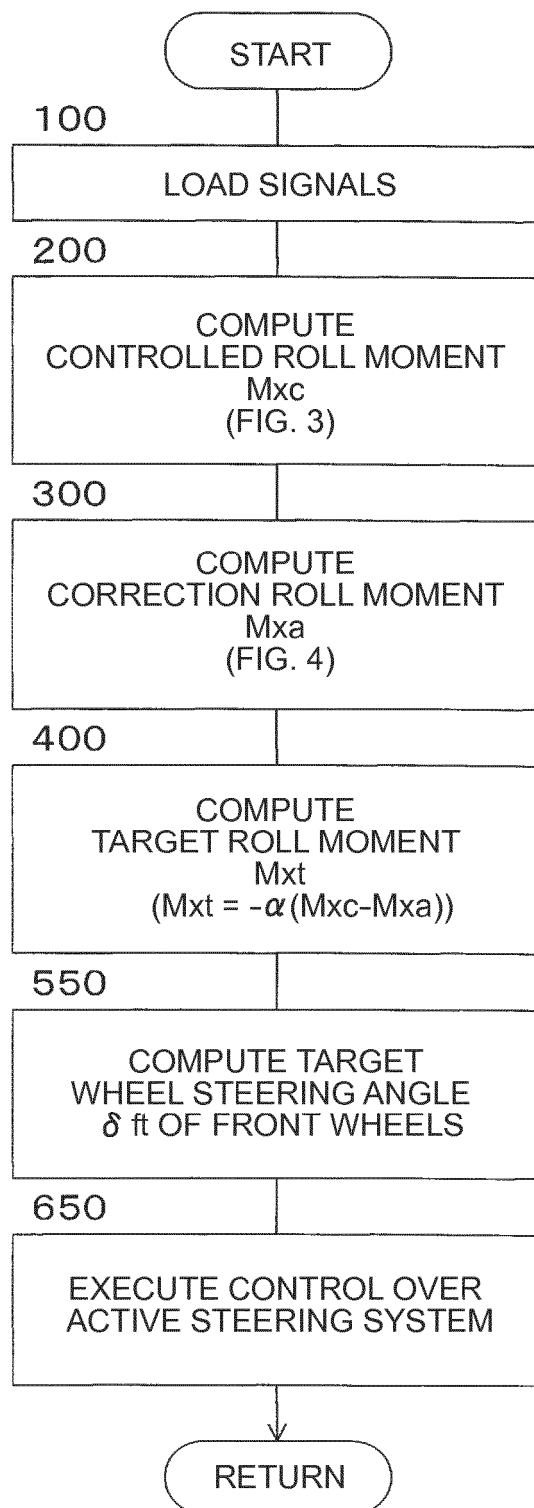 START
100
LOAD SIGNALS
200
COMPUTE
CONTROLLED ROLL MOMENT
Mxc
(FIG. 3)
300
COMPUTE
CORRECTION ROLL MOMENT
Mxa
(FIG. 4)
400
COMPUTE
TARGET ROLL MOMENT
Mxt
(Mxt = -α(Mxc-Mxa))
550
COMPUTE TARGET
WHEEL STEERING ANGLE
δ ft OF FRONT WHEELS
650
EXECUTE CONTROL OVER
ACTIVE STEERING SYSTEM
RETURN